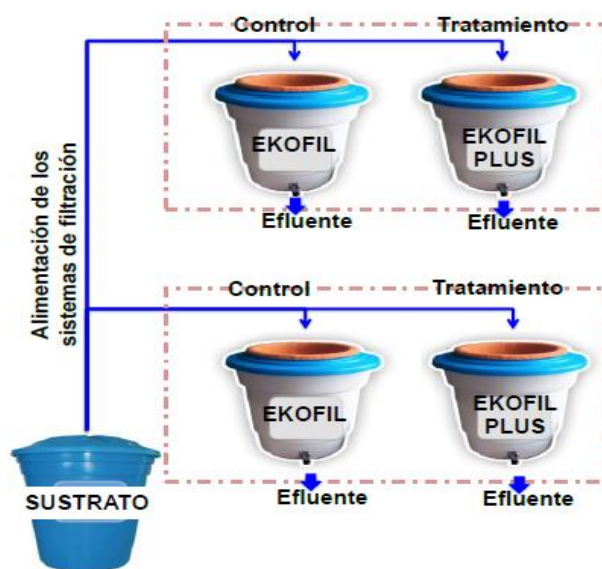 Control
Tratamiento
EKOFIL
EKOFIL
PLUS
Efluente
Efluente
Alimentación de los
sistemas de filtración
Control
Tratamiento
EKOFIL
EKOFIL
PLUS
Efluente
Efluente
SUSTRATO